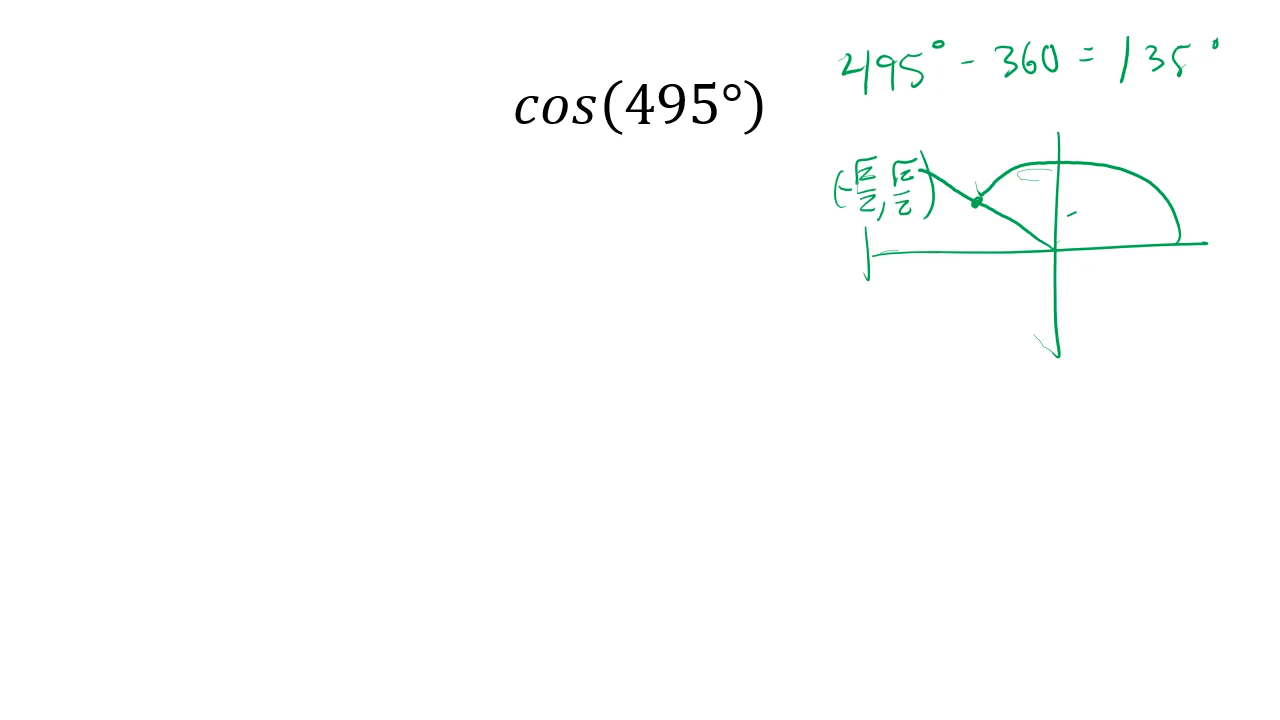 495° - 360 = 135°
cos(495°)
(-√2/2, √2/2)